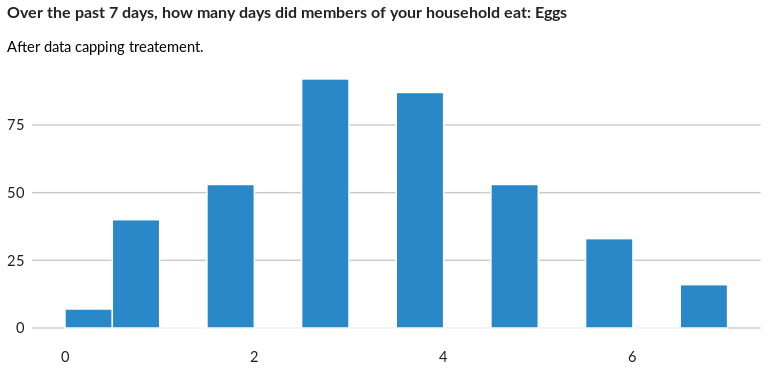 Over the past 7 days, how many days did members of your household eat: Eggs
After data capping treatement.
75
50
25
0
0 2 4 6